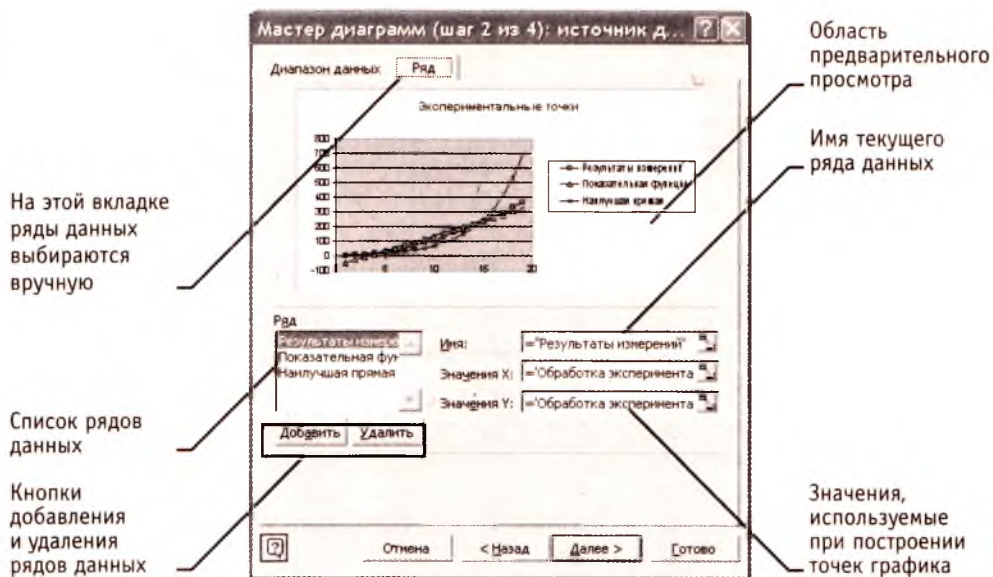 Мастер диаграмм (шаг 2 из 4): источник д...
Диапазон данных
Ряд
Экспериментальные точки
800
700
600
500
400
300
200
100
0
-100
5
10
15
20
Результаты измерений
Показательная функция
Наилучшая прямая
Ряд
Результаты измере
Показательная фун
Наилучшая прямая
Имя:
="Результаты измерений"
Значения X:
='Обработка эксперимента
Значения Y:
='Обработка эксперимента
Добавить
Удалить
Отмена
< Назад
Далее >
Готово
На этой вкладке
ряды данных
выбираются
вручную
Список рядов
данных
Кнопки
добавления
и удаления
рядов данных
Область
предварительного
просмотра
Имя текущего
ряда данных
Значения,
используемые
при построении
точек графика